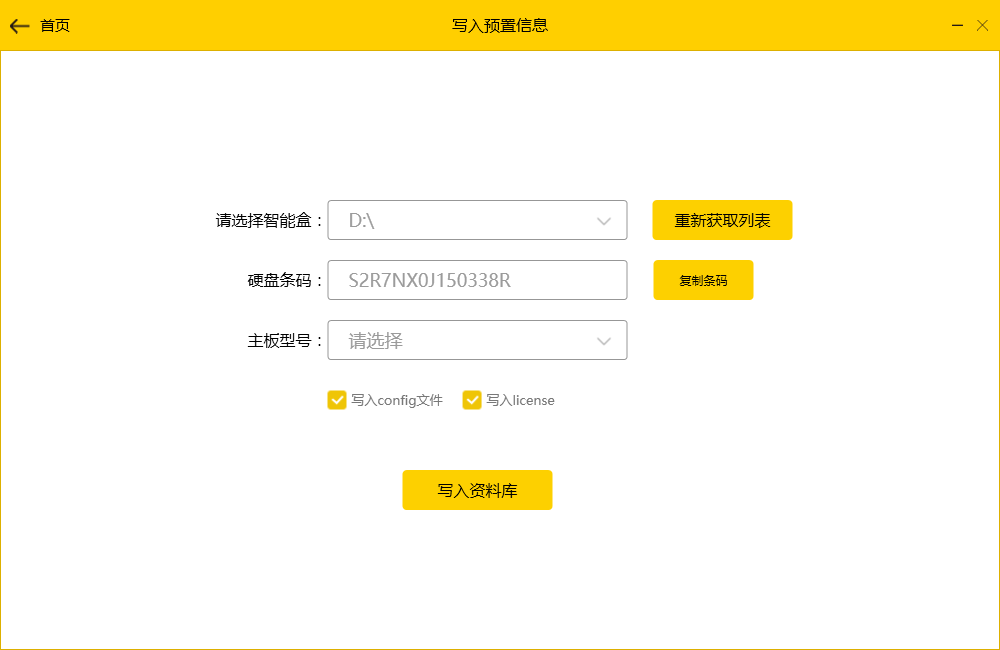 首页
写入预置信息
请选择智能盒： D:\ 重新获取列表
硬盘条码： S2R7NX0J150338R 复制条码
主板型号： 请选择
写入config文件 写入license
写入资料库